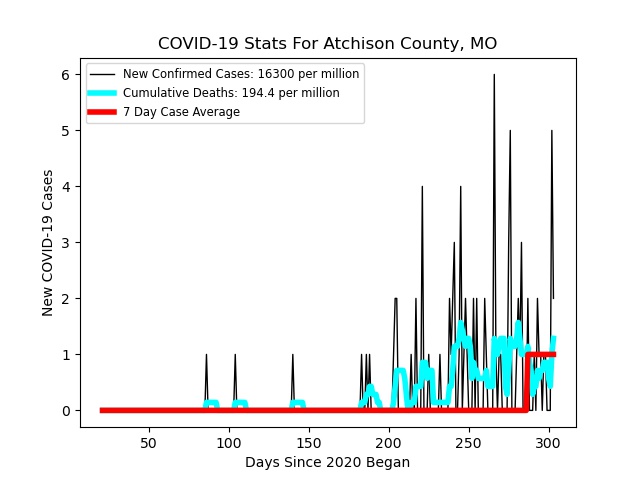 COVID-19 Stats For Atchison County, MO
New Confirmed Cases: 16300 per million
Cumulative Deaths: 194.4 per million
7 Day Case Average
6
5
4
3
2
1
0
New COVID-19 Cases
50 100 150 200 250 300
Days Since 2020 Began